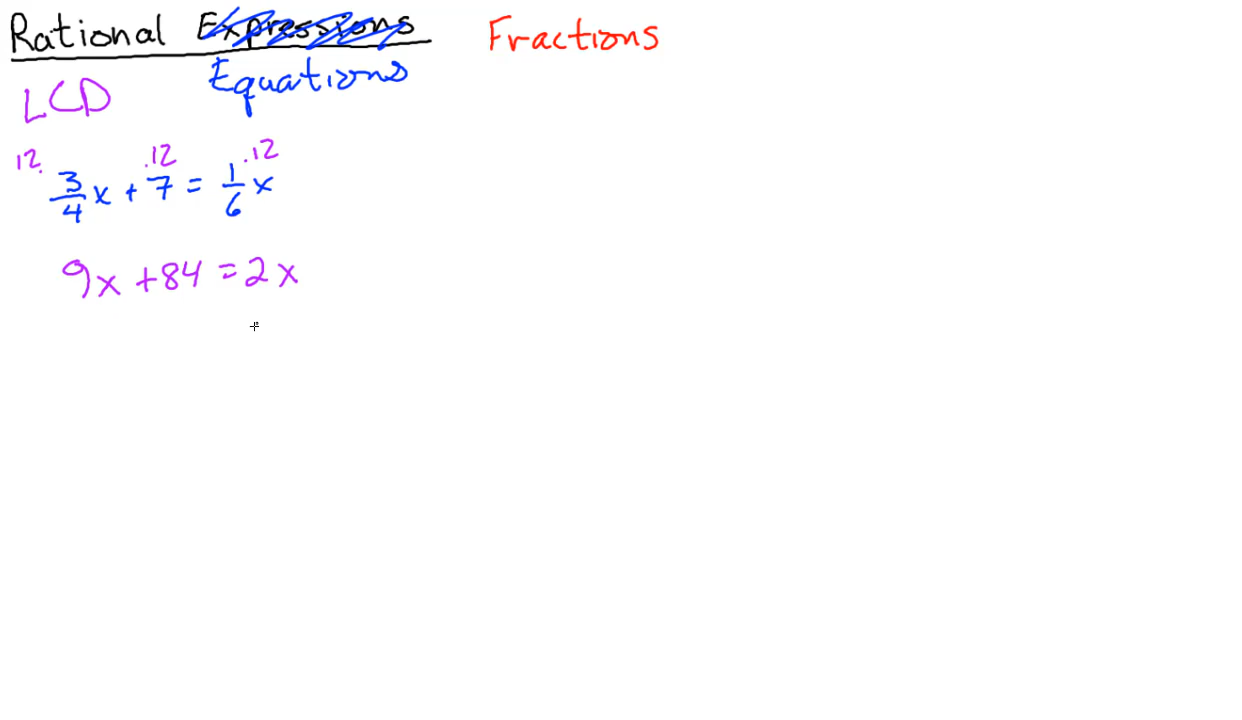 Rational Expressions Fractions
Equations
LCD
12. .12 .12
3/4 x + 7 = 1/6 x
9x + 84 = 2x